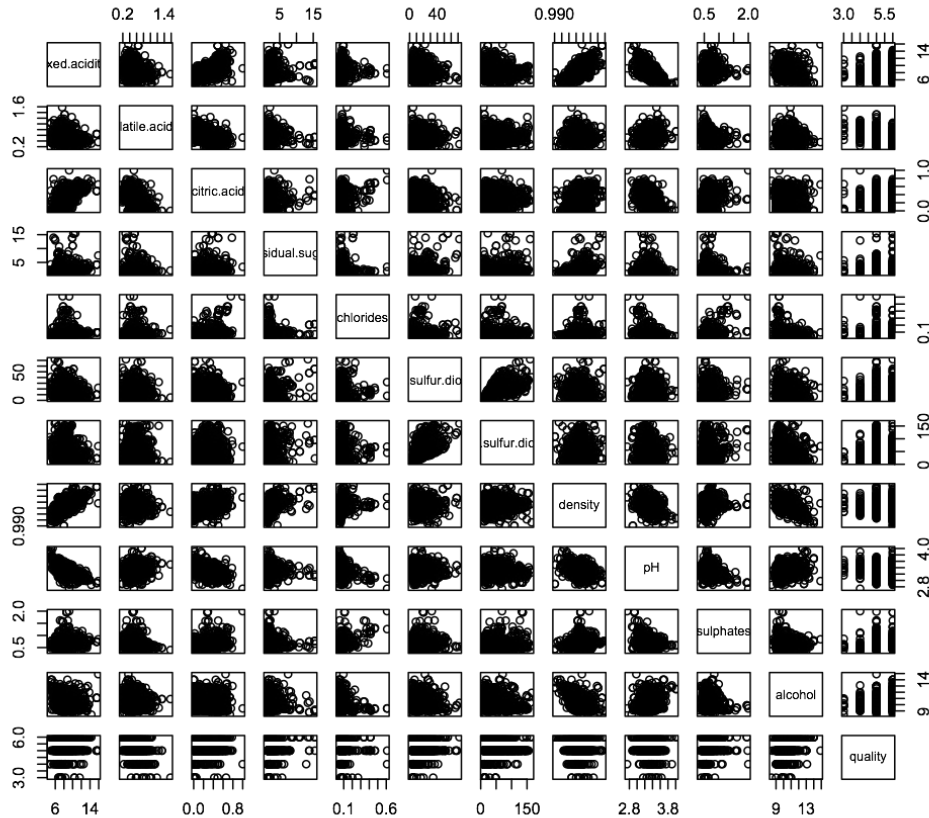 0.2 1.4 5 15 0 40 0.990 0.5 2.0 3.0 5.5
xed.acidit
6 14
0.2 1.6
latile.acid
citric.acid
0.0 1.0
5 15
sidual.sug
chlorides
0.1
0 50
sulfur.dio
.sulfur.dio
0 150
0.990
density
pH
2.8 4.0
0.5 2.0
sulphates
alcohol
9 14
3.0 6.0
quality
6 14 0.0 0.8 0.1 0.6 0 150 2.8 3.8 9 13